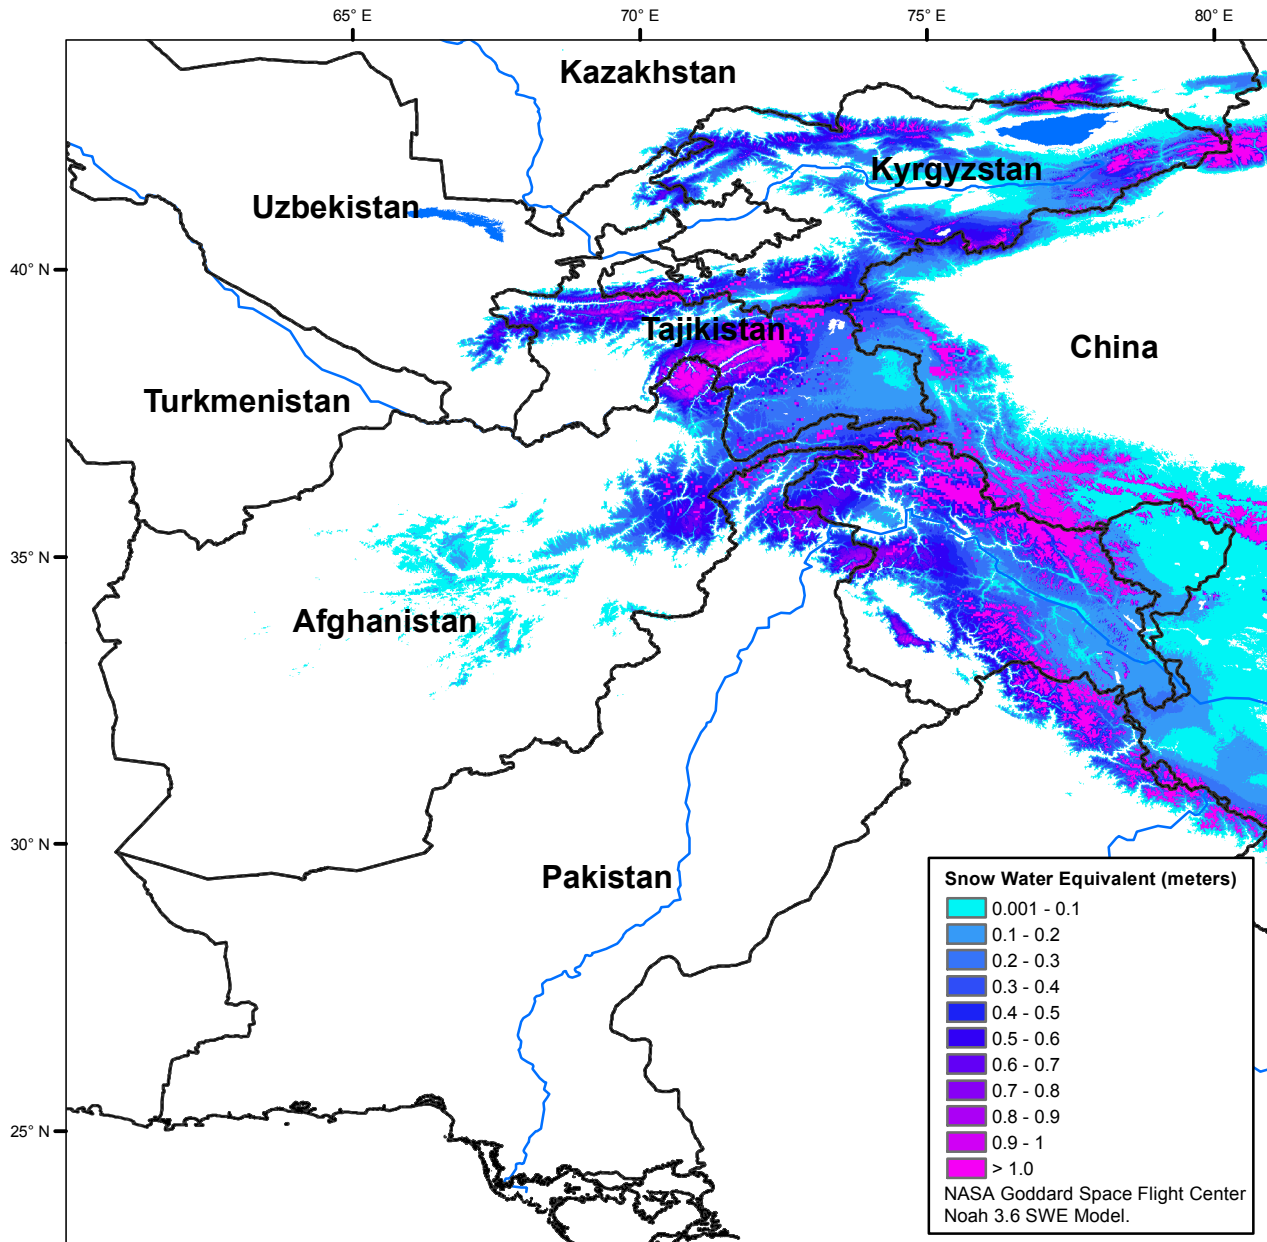 65° E
70° E
75° E
80° E
Kazakhstan
Kyrgyzstan
Uzbekistan
40° N
Tajikistan
China
Turkmenistan
35° N
Afghanistan
30° N
Pakistan
Snow Water Equivalent (meters)
0.001 - 0.1
0.1 - 0.2
0.2 - 0.3
0.3 - 0.4
0.4 - 0.5
0.5 - 0.6
0.6 - 0.7
0.7 - 0.8
0.8 - 0.9
0.9 - 1
> 1.0
NASA Goddard Space Flight Center
Noah 3.6 SWE Model.
25° N